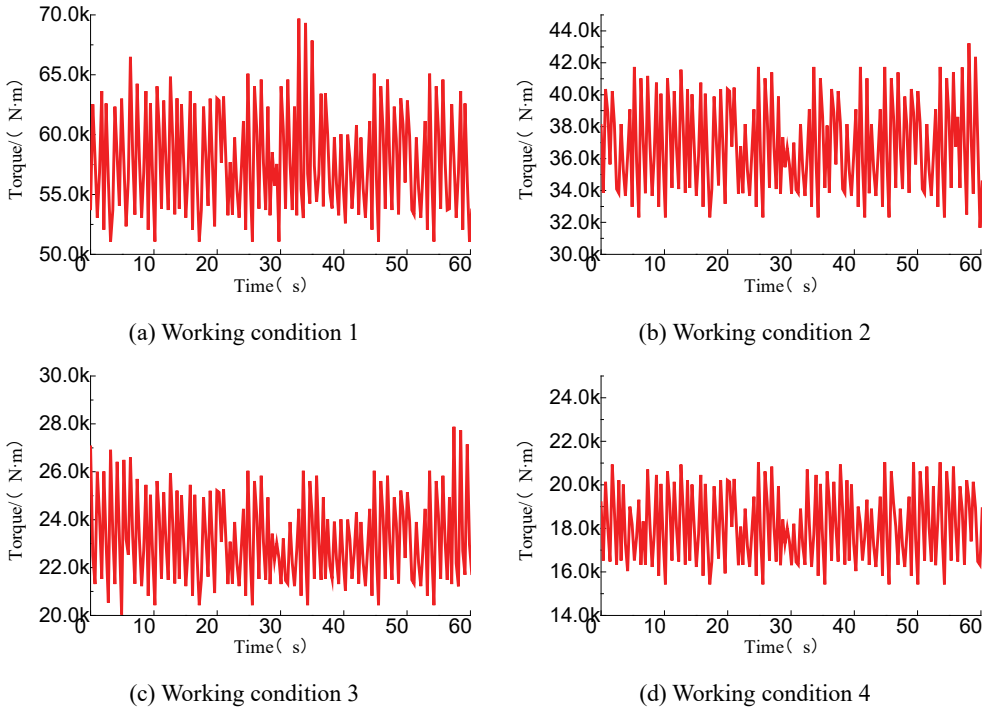 70.0k
65.0k
60.0k
55.0k
50.0k
Torque/( N·m)
0 10 20 30 40 50 60
Time( s)
(a) Working condition 1
44.0k
42.0k
40.0k
38.0k
36.0k
34.0k
32.0k
30.0k
Torque/( N·m)
0 10 20 30 40 50 60
Time( s)
(b) Working condition 2
30.0k
28.0k
26.0k
24.0k
22.0k
20.0k
Torque/( N·m)
0 10 20 30 40 50 60
Time( s)
(c) Working condition 3
24.0k
22.0k
20.0k
18.0k
16.0k
14.0k
Torque/( N·m)
0 10 20 30 40 50 60
Time( s)
(d) Working condition 4